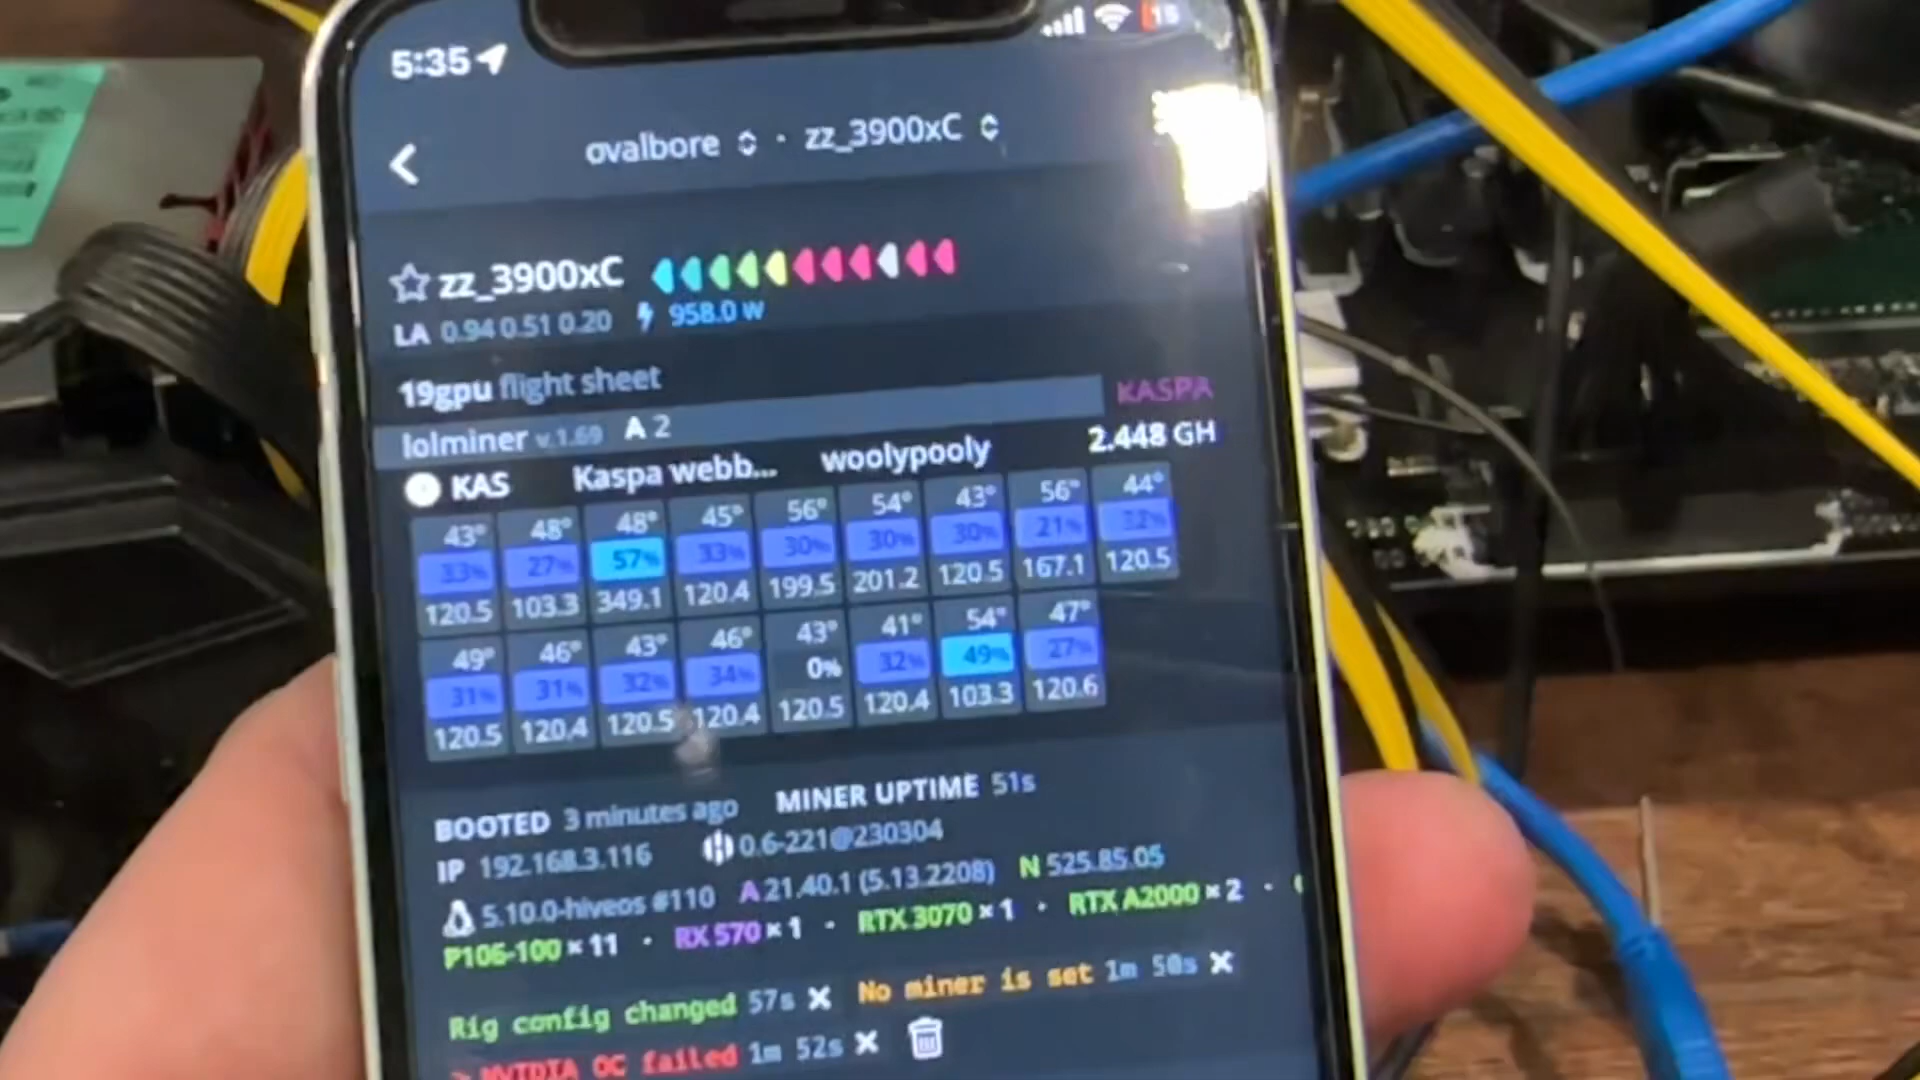 5:35
15
ovalbore · zz_3900xC
zz_3900xC
LA 0.94 0.51 0.20 958.0 W
19gpu flight sheet
KASPA
lolminer v.1.69 A 2
KAS Kaspa webb... woolypooly 2.448 GH
43° 48° 48° 45° 56° 54° 43° 56° 44°
33% 27% 57% 33% 30% 30% 30% 21% 32%
120.5 103.3 349.1 120.4 199.5 201.2 120.5 167.1 120.5
49° 46° 43° 46° 43° 41° 54° 47°
31% 31% 32% 34% 0% 32% 49% 27%
120.5 120.4 120.5 120.4 120.5 120.4 103.3 120.6
BOOTED 3 minutes ago MINER UPTIME 51s
IP 192.168.3.116 0.6-221@230304
5.10.0-hiveos #110 A 21.40.1 (5.13.2208) N 525.85.05
P106-100 × 11 · RX 570 × 1 · RTX 3070 × 1 · RTX A2000 × 2 ·
Rig config changed 57s × No miner is set 1m 50s ×
> NVIDIA OC failed 1m 52s ×